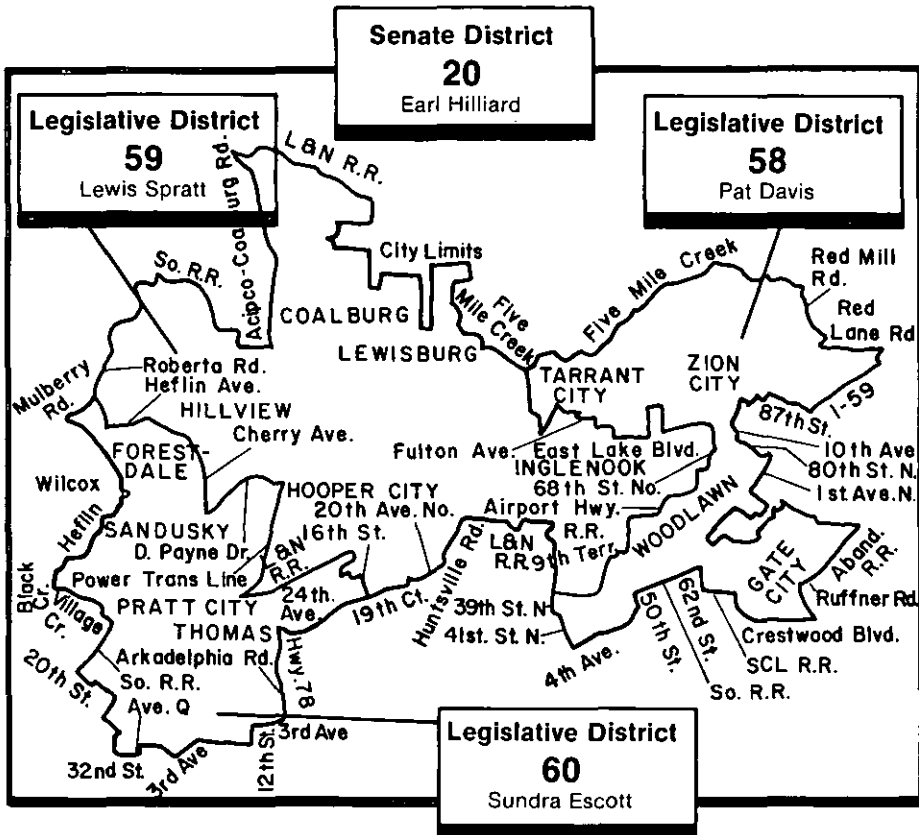 Senate District
20
Earl Hilliard
Legislative District
59
Lewis Spratt
Legislative District
58
Pat Davis
L&N R.R.
Acipco-Coalburg Rd.
So. R.R.
City Limits
Five Mile Creek
Five Mile Creek
Red Mill
Rd.
Red
Lane Rd
COALBURG
LEWISBURG
Mulberry
Rd.
Roberta Rd.
Heflin Ave.
HILLVIEW
Cherry Ave.
TARRANT
CITY
ZION
CITY
I-59
87th St.
FOREST-
DALE
Fulton Ave.
East Lake Blvd.
10th Ave
80th St. N.
1st Ave. N.
INGLENOOK
68th St. No.
Wilcox
Heflin
HOOPER CITY
20th Ave. No.
16th St.
Airport Hwy.
WOODLAWN
SANDUSKY
D. Payne Dr.
L&N
R.R.
Huntsville Rd.
L&N
R.R.
R.R.
9th Terr.
GATE
CITY
Aband.
R.R.
Power Trans Line
Black
Cr.
Village
Cr.
PRATT CITY
24th.
Ave.
19th Ct.
39th St. N
41st. St. N.
Ruffner Rd.
THOMAS
Crestwood Blvd.
Arkadelphia Rd.
Hwy. 78
4th Ave.
50th St.
62nd St.
SCL R.R.
So. R.R.
20th St.
So. R.R.
Ave. Q
3rd Ave
12th St.
32nd St.
3rd Ave
Legislative District
60
Sundra Escott